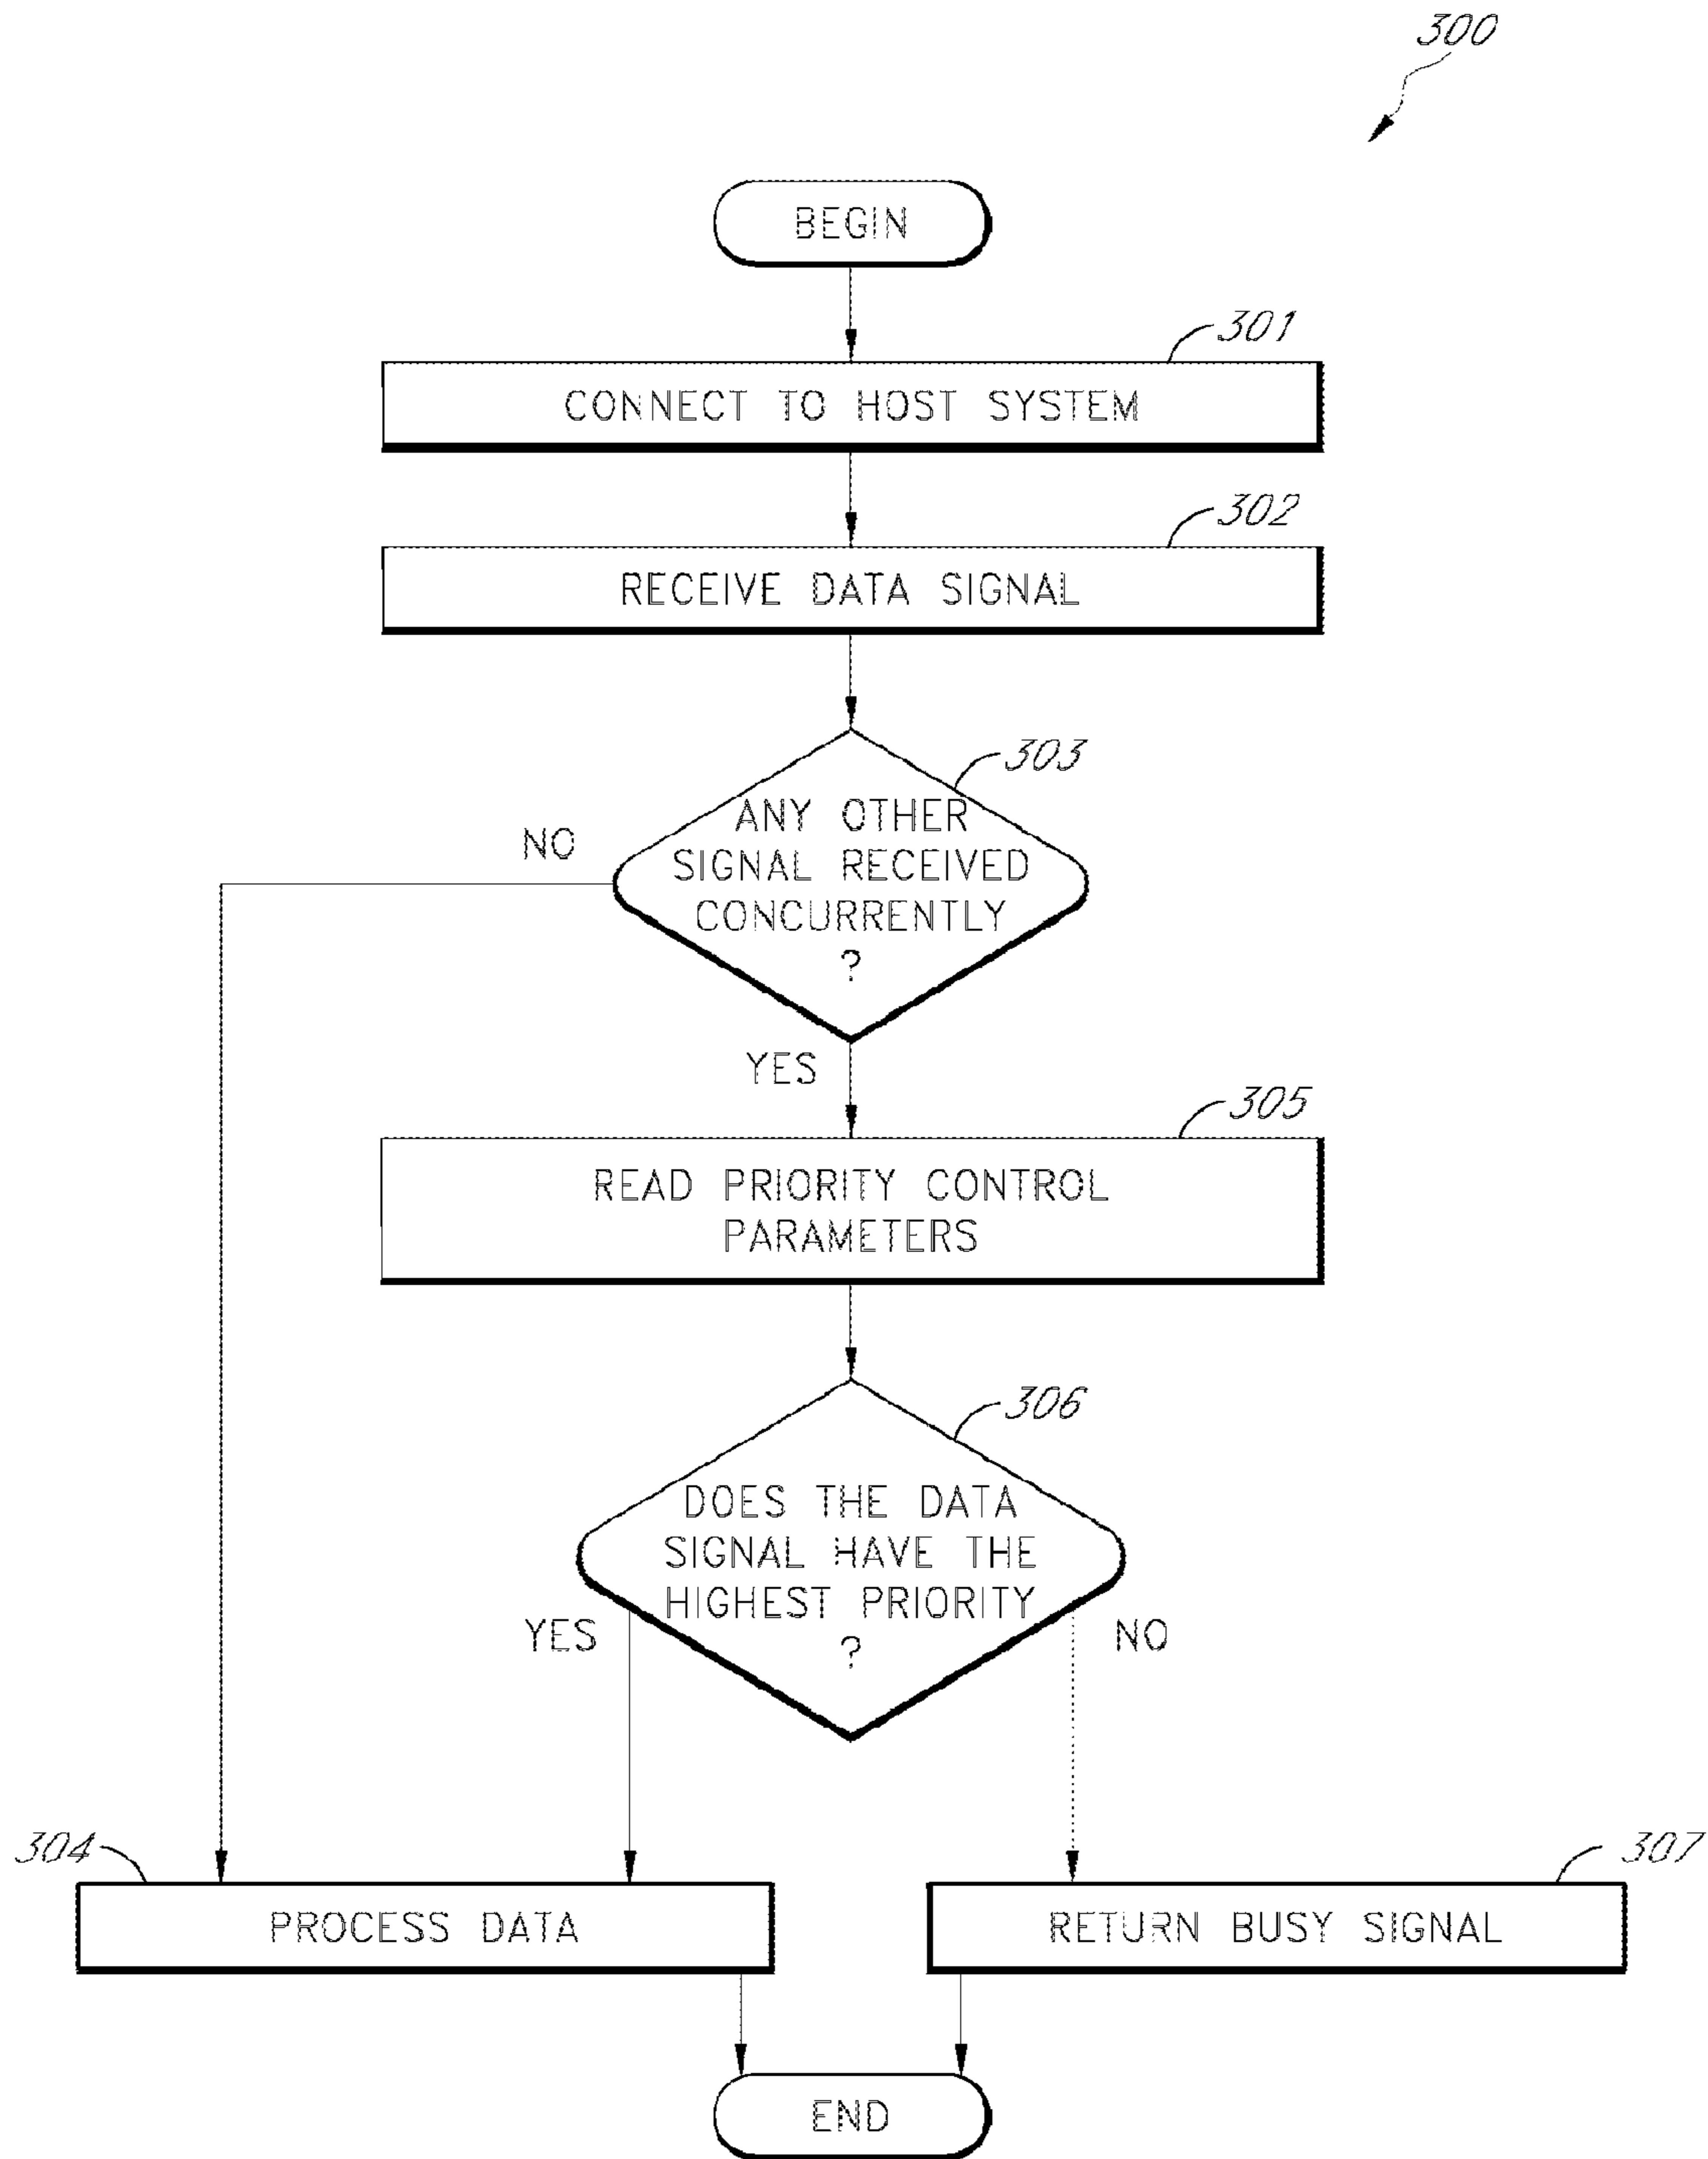 300
BEGIN
301
CONNECT TO HOST SYSTEM
302
RECEIVE DATA SIGNAL
303
ANY OTHER
SIGNAL RECEIVED
CONCURRENTLY
?
NO
YES
305
READ PRIORITY CONTROL
PARAMETERS
306
DOES THE DATA
SIGNAL HAVE THE
HIGHEST PRIORITY
?
YES
NO
304
PROCESS DATA
307
RETURN BUSY SIGNAL
END